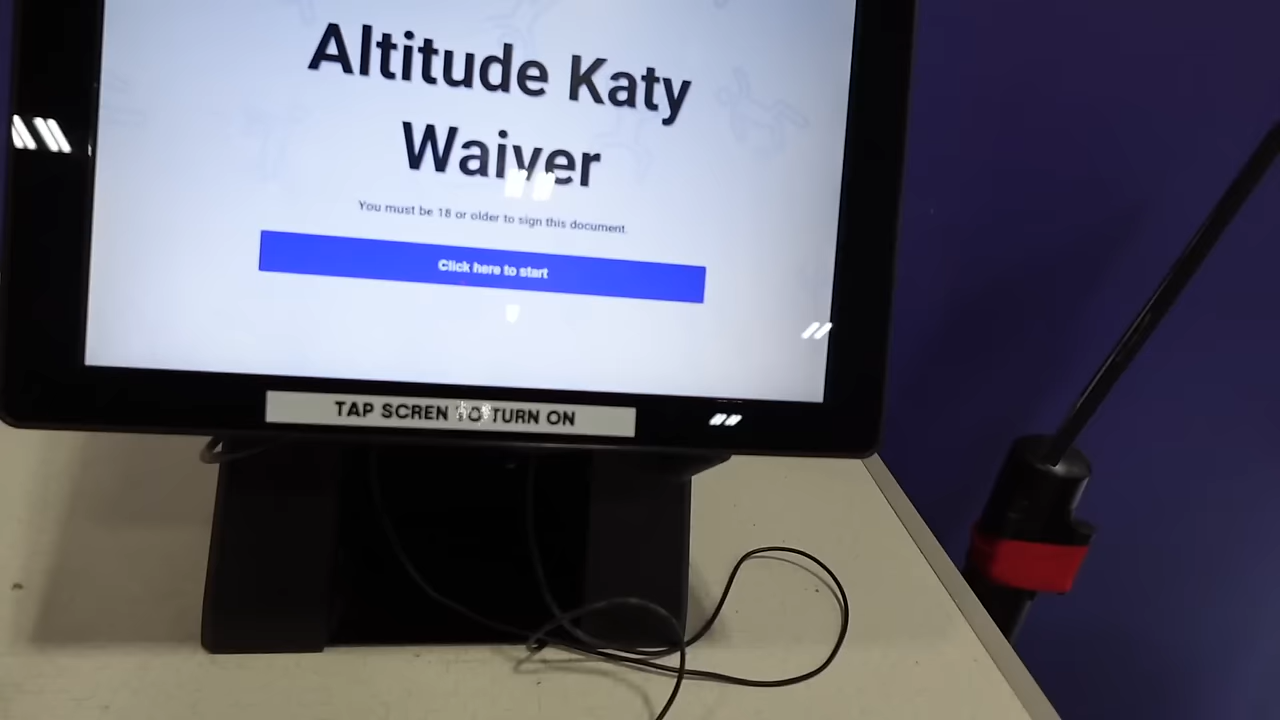 Altitude Katy
Waiver
You must be 18 or older to sign this document.
Click here to start
TAP SCREN TO TURN ON